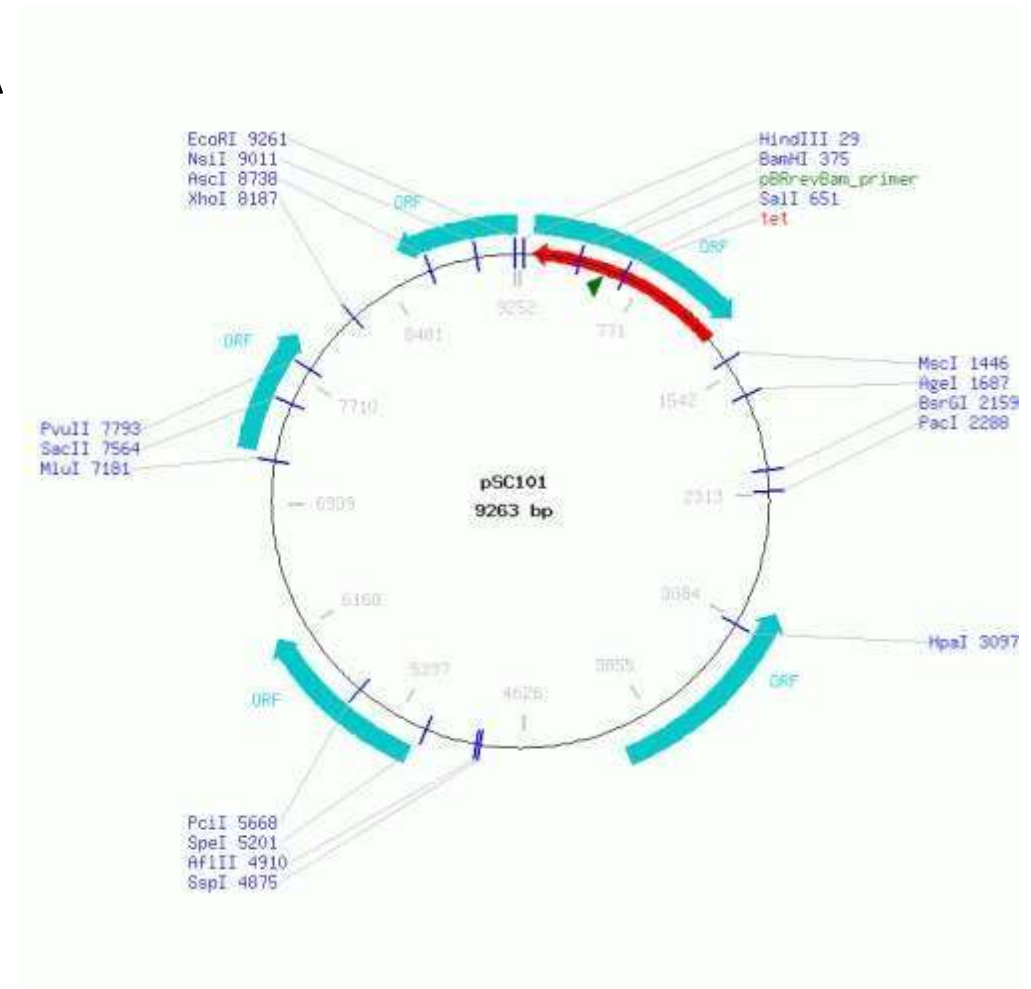 EcoRI 9261
NsiI 9011
AscI 8738
XhoI 8187
HindIII 29
BamHI 375
pBRrevBam_primer
SalI 651
tet
ORF
ORF
9252
771
8481
ORF
MscI 1446
AgeI 1687
BsrGI 2159
PacI 2288
1542
7710
PvuII 7793
SacII 7564
MluI 7181
pSC101
9263 bp
2313
6939
3084
6168
HpaI 3097
3855
5397
4626
ORF
ORF
PciI 5668
SpeI 5201
AflII 4910
SspI 4875